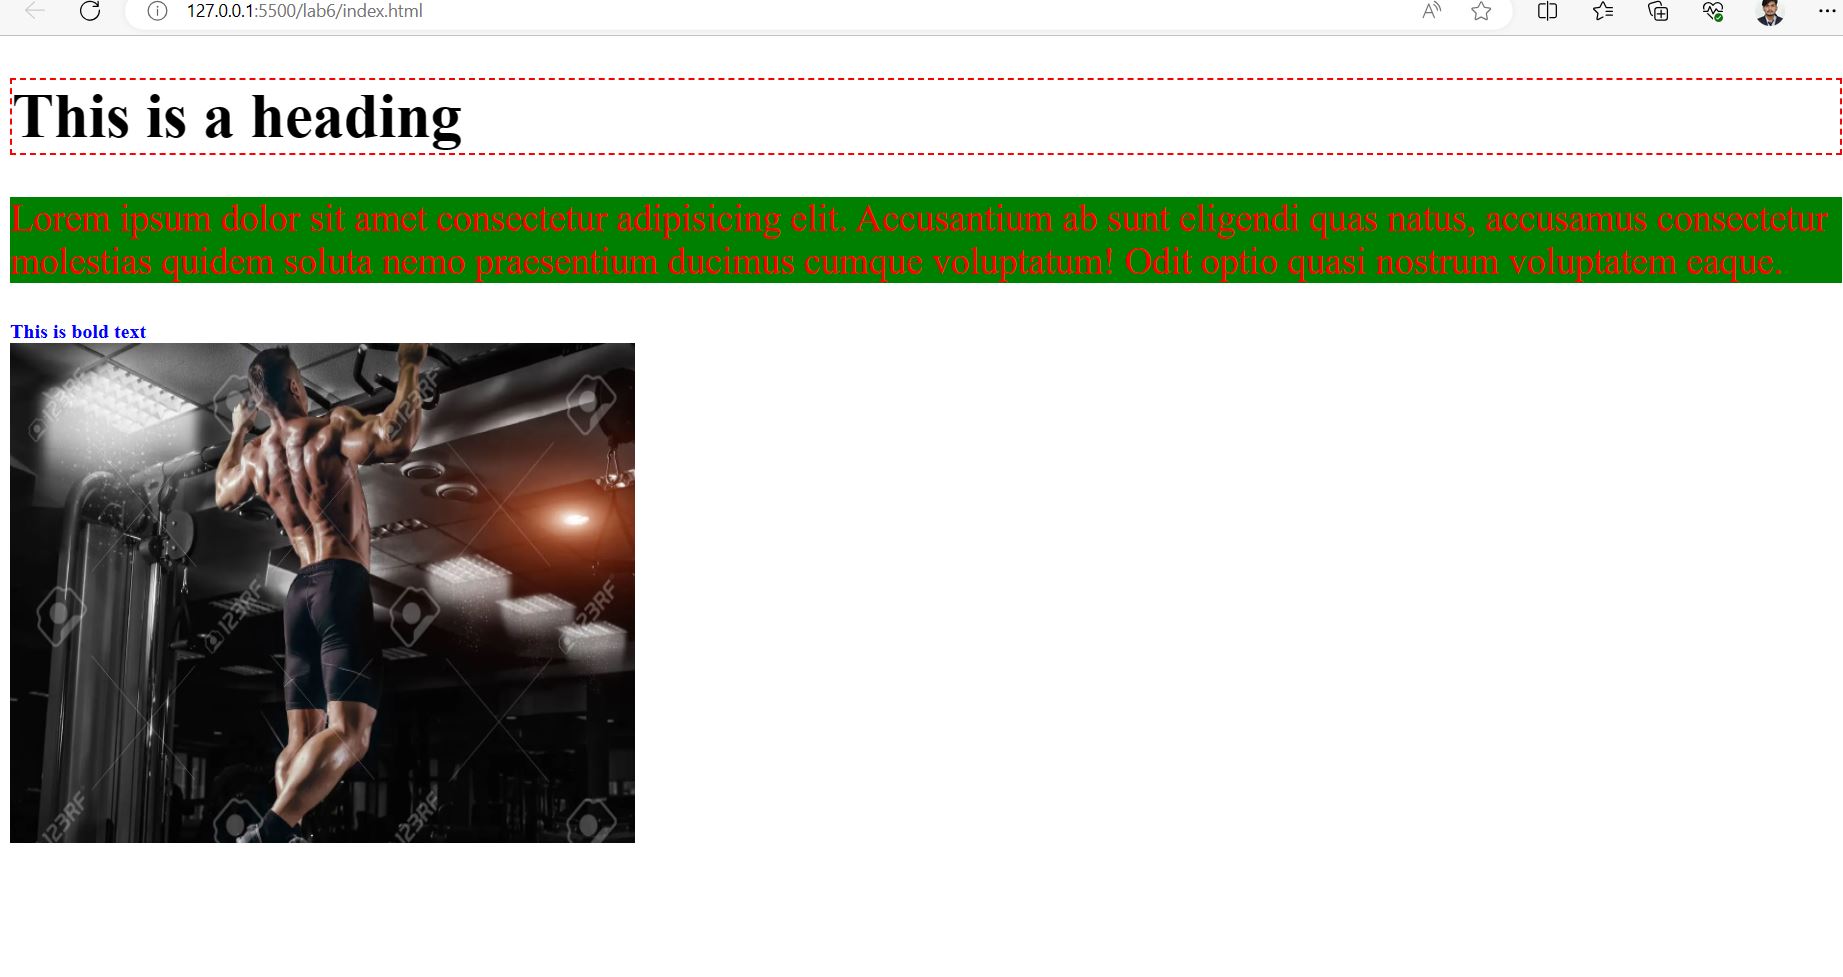 127.0.0.1:5500/lab6/index.html
This is a heading
Lorem ipsum dolor sit amet consectetur adipisicing elit. Accusantium ab sunt eligendi quas natus, accusamus consectetur
molestias quidem soluta nemo praesentium ducimus cumque voluptatum! Odit optio quasi nostrum voluptatem eaque.
This is bold text
123RF
123RF
123RF
123RF
123RF
123RF